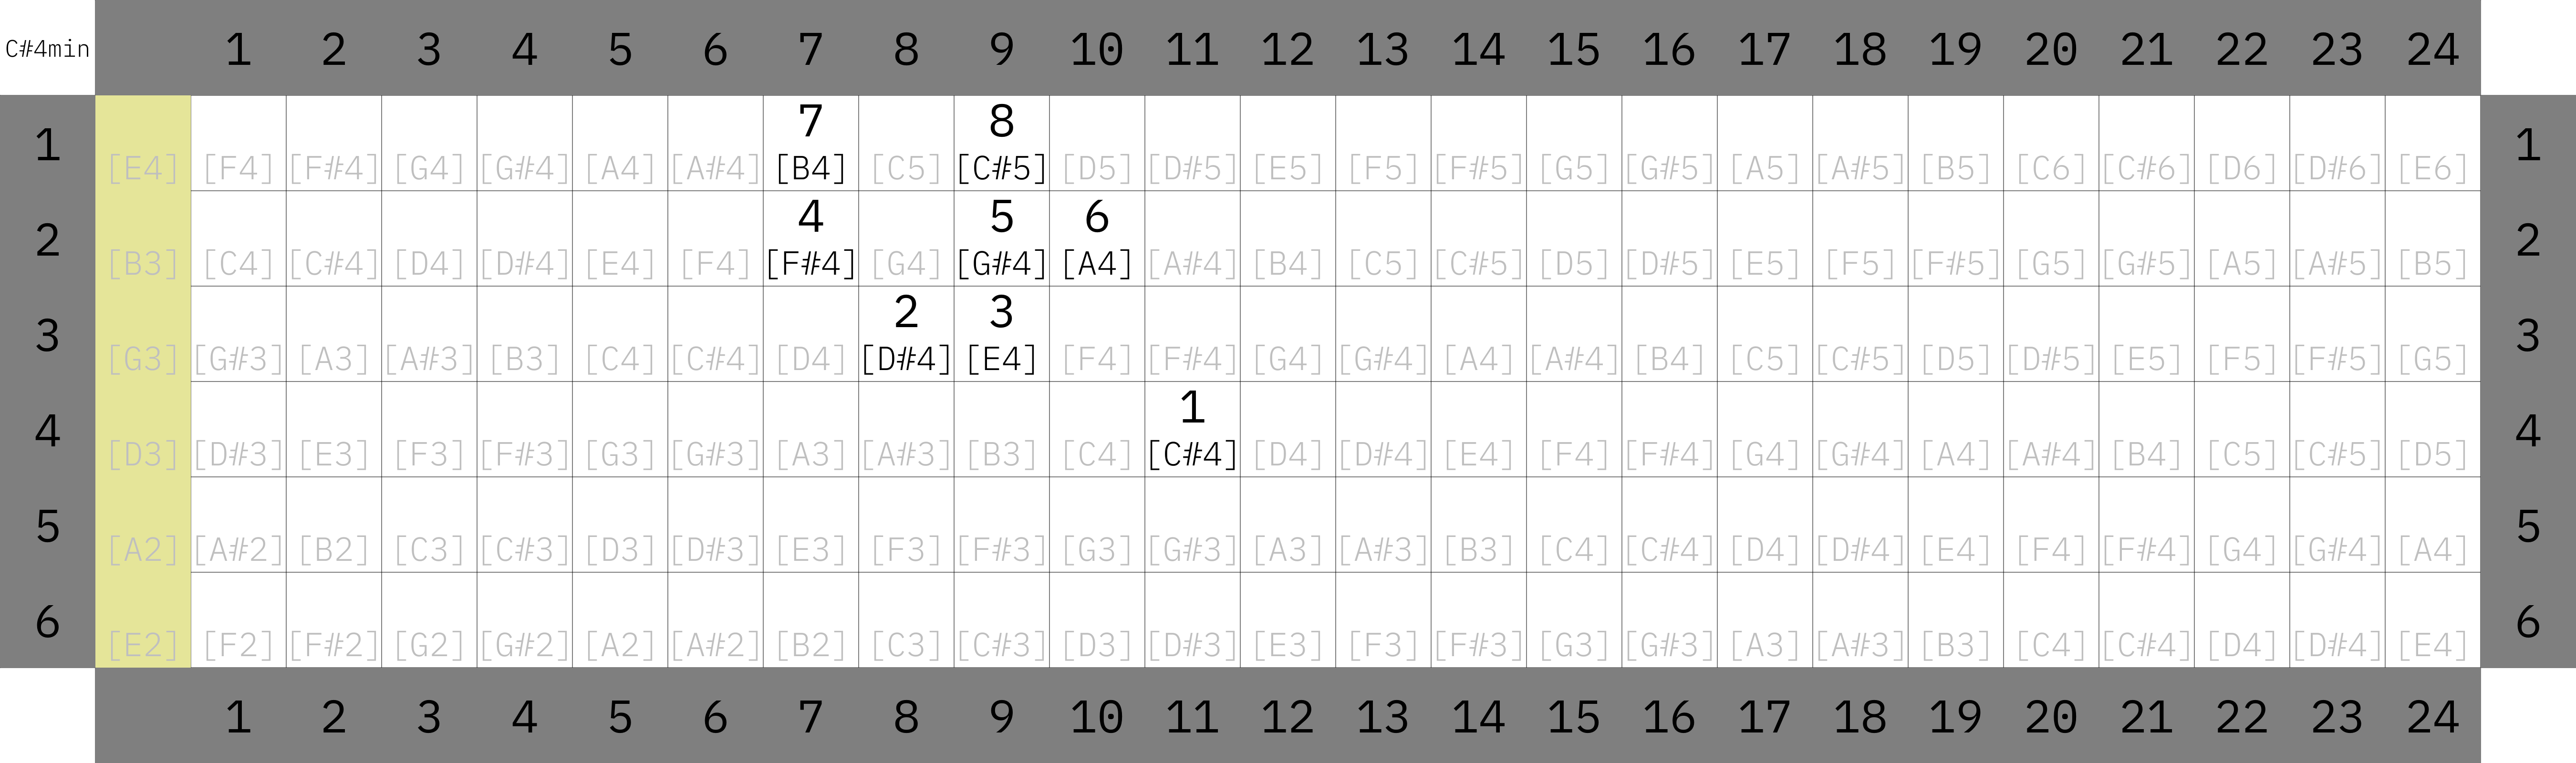 C#4min 1 2 3 4 5 6 7 8 9 10 11 12 13 14 15 16 17 18 19 20 21 22 23 24
7 8
1 [E4] [F4] [F#4] [G4] [G#4] [A4] [A#4] [B4] [C5] [C#5] [D5] [D#5] [E5] [F5] [F#5] [G5] [G#5] [A5] [A#5] [B5] [C6] [C#6] [D6] [D#6] [E6] 1
4 5 6
2 [B3] [C4] [C#4] [D4] [D#4] [E4] [F4] [F#4] [G4] [G#4] [A4] [A#4] [B4] [C5] [C#5] [D5] [D#5] [E5] [F5] [F#5] [G5] [G#5] [A5] [A#5] [B5] 2
2 3
3 [G3] [G#3] [A3] [A#3] [B3] [C4] [C#4] [D4] [D#4] [E4] [F4] [F#4] [G4] [G#4] [A4] [A#4] [B4] [C5] [C#5] [D5] [D#5] [E5] [F5] [F#5] [G5] 3
1
4 [D3] [D#3] [E3] [F3] [F#3] [G3] [G#3] [A3] [A#3] [B3] [C4] [C#4] [D4] [D#4] [E4] [F4] [F#4] [G4] [G#4] [A4] [A#4] [B4] [C5] [C#5] [D5] 4
5 [A2] [A#2] [B2] [C3] [C#3] [D3] [D#3] [E3] [F3] [F#3] [G3] [G#3] [A3] [A#3] [B3] [C4] [C#4] [D4] [D#4] [E4] [F4] [F#4] [G4] [G#4] [A4] 5
6 [E2] [F2] [F#2] [G2] [G#2] [A2] [A#2] [B2] [C3] [C#3] [D3] [D#3] [E3] [F3] [F#3] [G3] [G#3] [A3] [A#3] [B3] [C4] [C#4] [D4] [D#4] [E4] 6
1 2 3 4 5 6 7 8 9 10 11 12 13 14 15 16 17 18 19 20 21 22 23 24